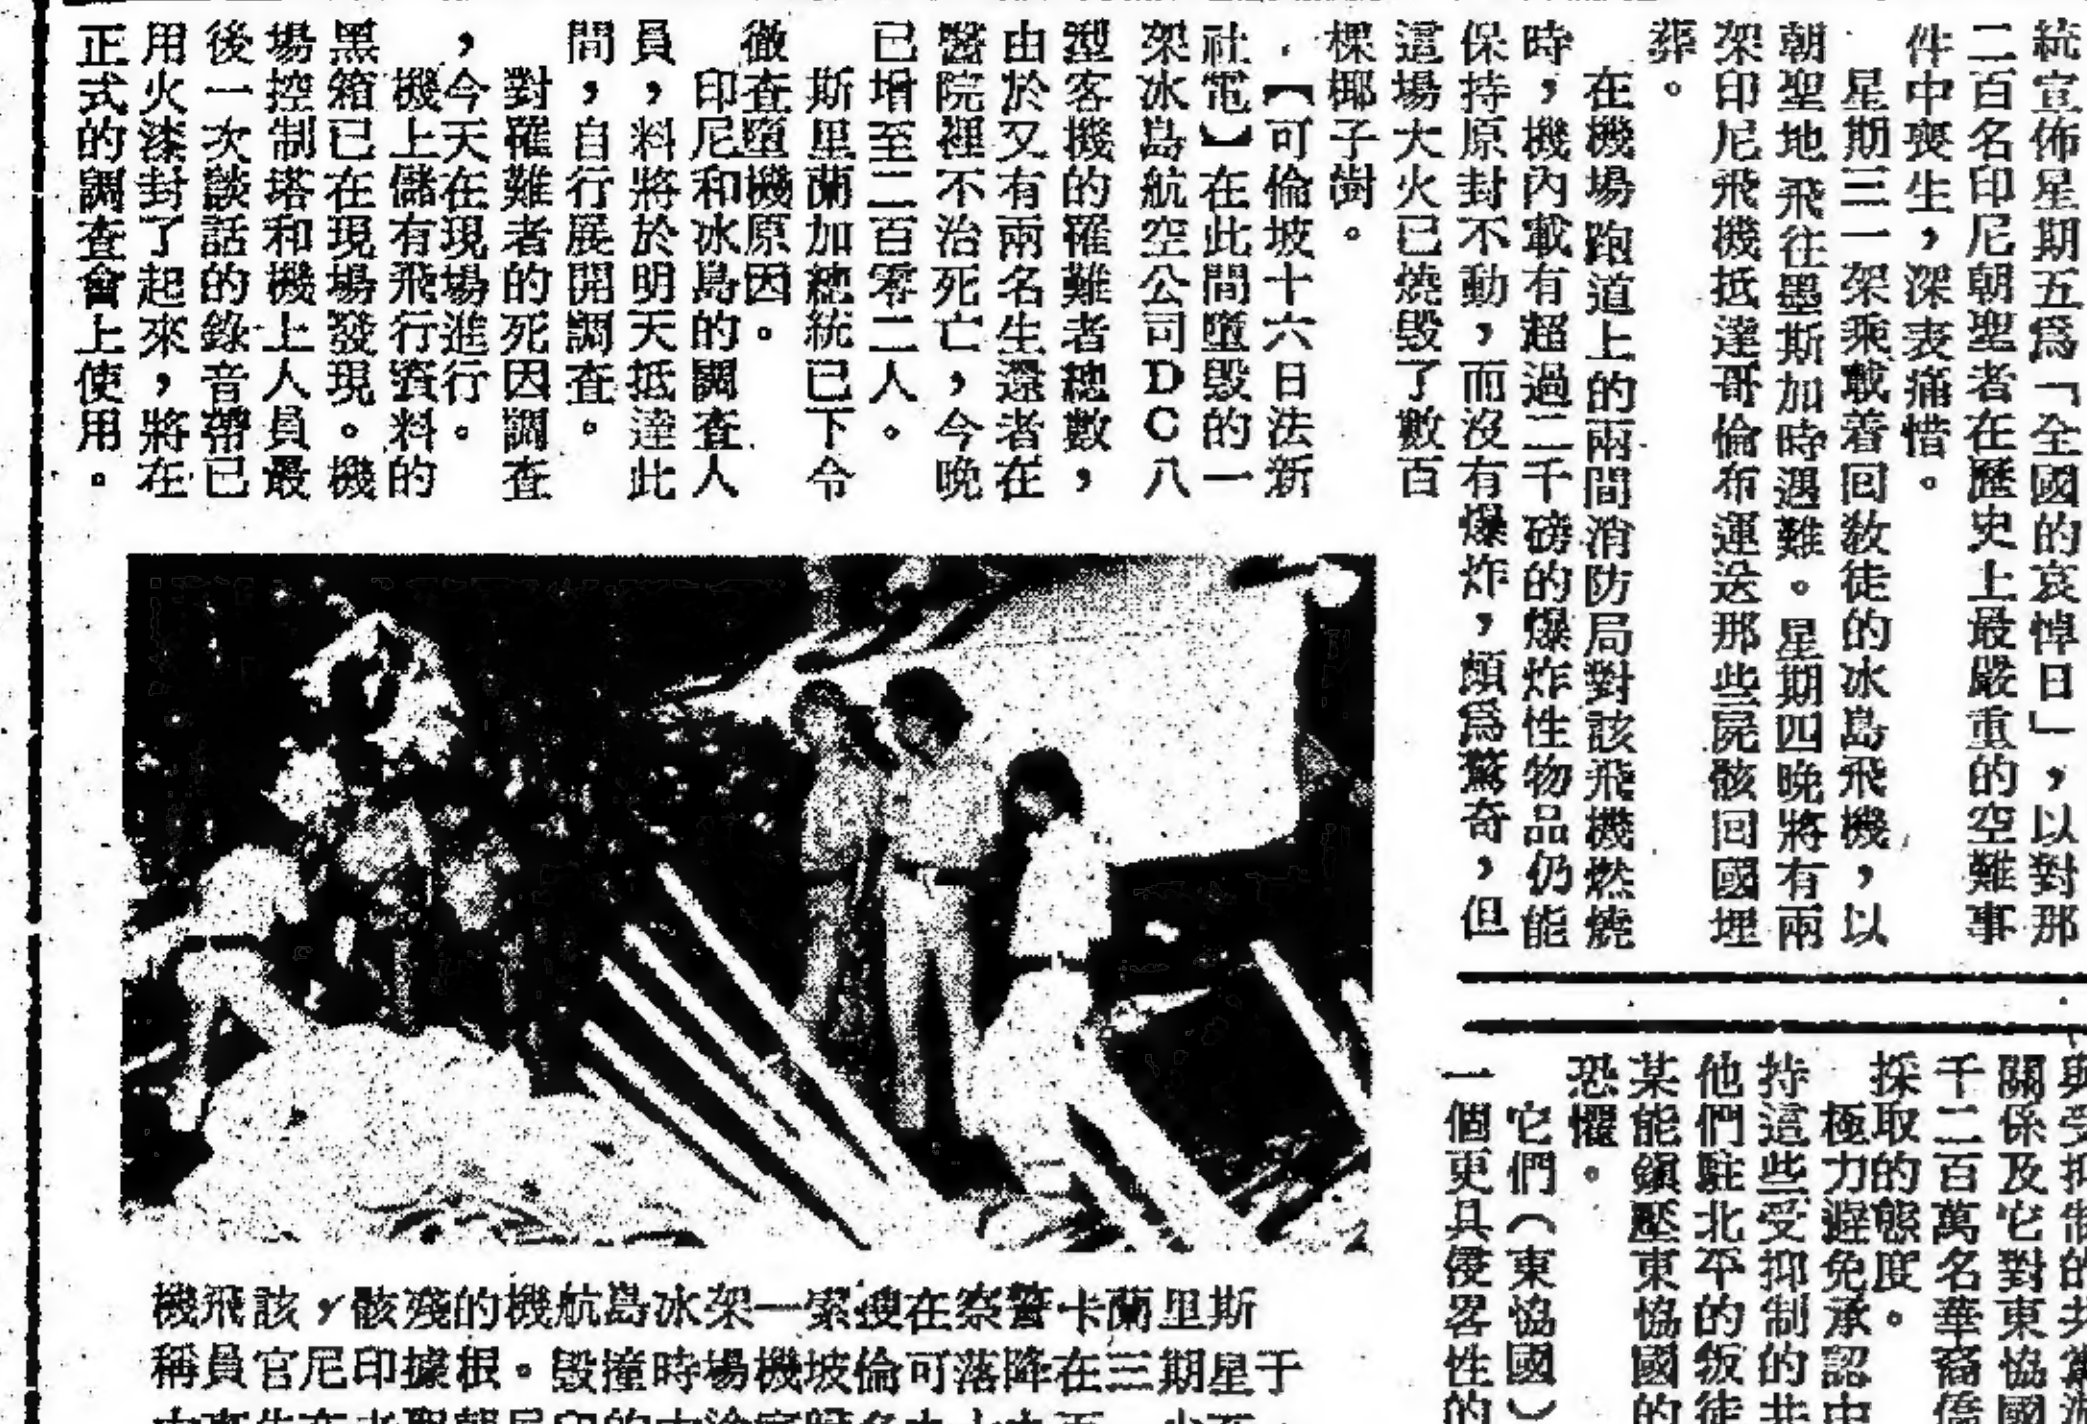 統宣佈星期五爲「全國的哀悼日」，以對那
二百名印尼朝聖者在歷史上最嚴重的空難事
件中喪生，深表痛惜。
星期三一架乘載着回敎徒的冰島飛機，以
朝聖地飛往墨斯加時遇難。星期四晚將有兩
架印尼飛機抵達哥倫布運送那些屍骸回國埋
葬。
在機場跑道上的兩間消防局對該飛機燃燒
時，機內載有超過二千磅的爆炸性物品仍能
保持原封不動，而沒有爆炸，頗爲驚奇，但
這場大火已燒毀了數百
棵椰子樹。
【可倫坡十六日法新
社電】在此間墮毀的一
架冰島航空公司DC八
型客機的罹難者總數，
由於又有兩名生還者在
醫院裡不治死亡，今晚
已增至二百零二人。
斯里蘭加總統已下令
徹查墮機原因。
印尼和冰島的調查人
員，料將於明天抵達此
間，自行展開調查。
對罹難者的死因調查
，今天在現場進行。
機上儲有飛行資料的
黑箱已在現場發現。機
場控制塔和機上人員最
後一次談話的錄音帶已
用火漆封了起來，將在
正式的調查會上使用。
斯里蘭卡警察在搜索一架冰島航機的殘骸，該飛機
于星期三在降落可倫坡機場時撞毀。根據印尼官員稱
關係及它對東協國
千二百萬名華裔僑
採取的態度。
極力避免承認中
持這些受抑制的共
他們駐北平的叛徒
某能鎭壓東協國的
恐懼。
它們（東協國）
一個更具侵畧性的